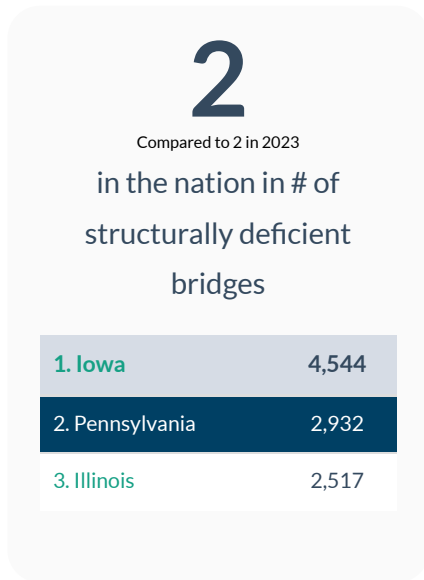 2
Compared to 2 in 2023
in the nation in # of
structurally deficient
bridges
1. Iowa 4,544
2. Pennsylvania 2,932
3. Illinois 2,517